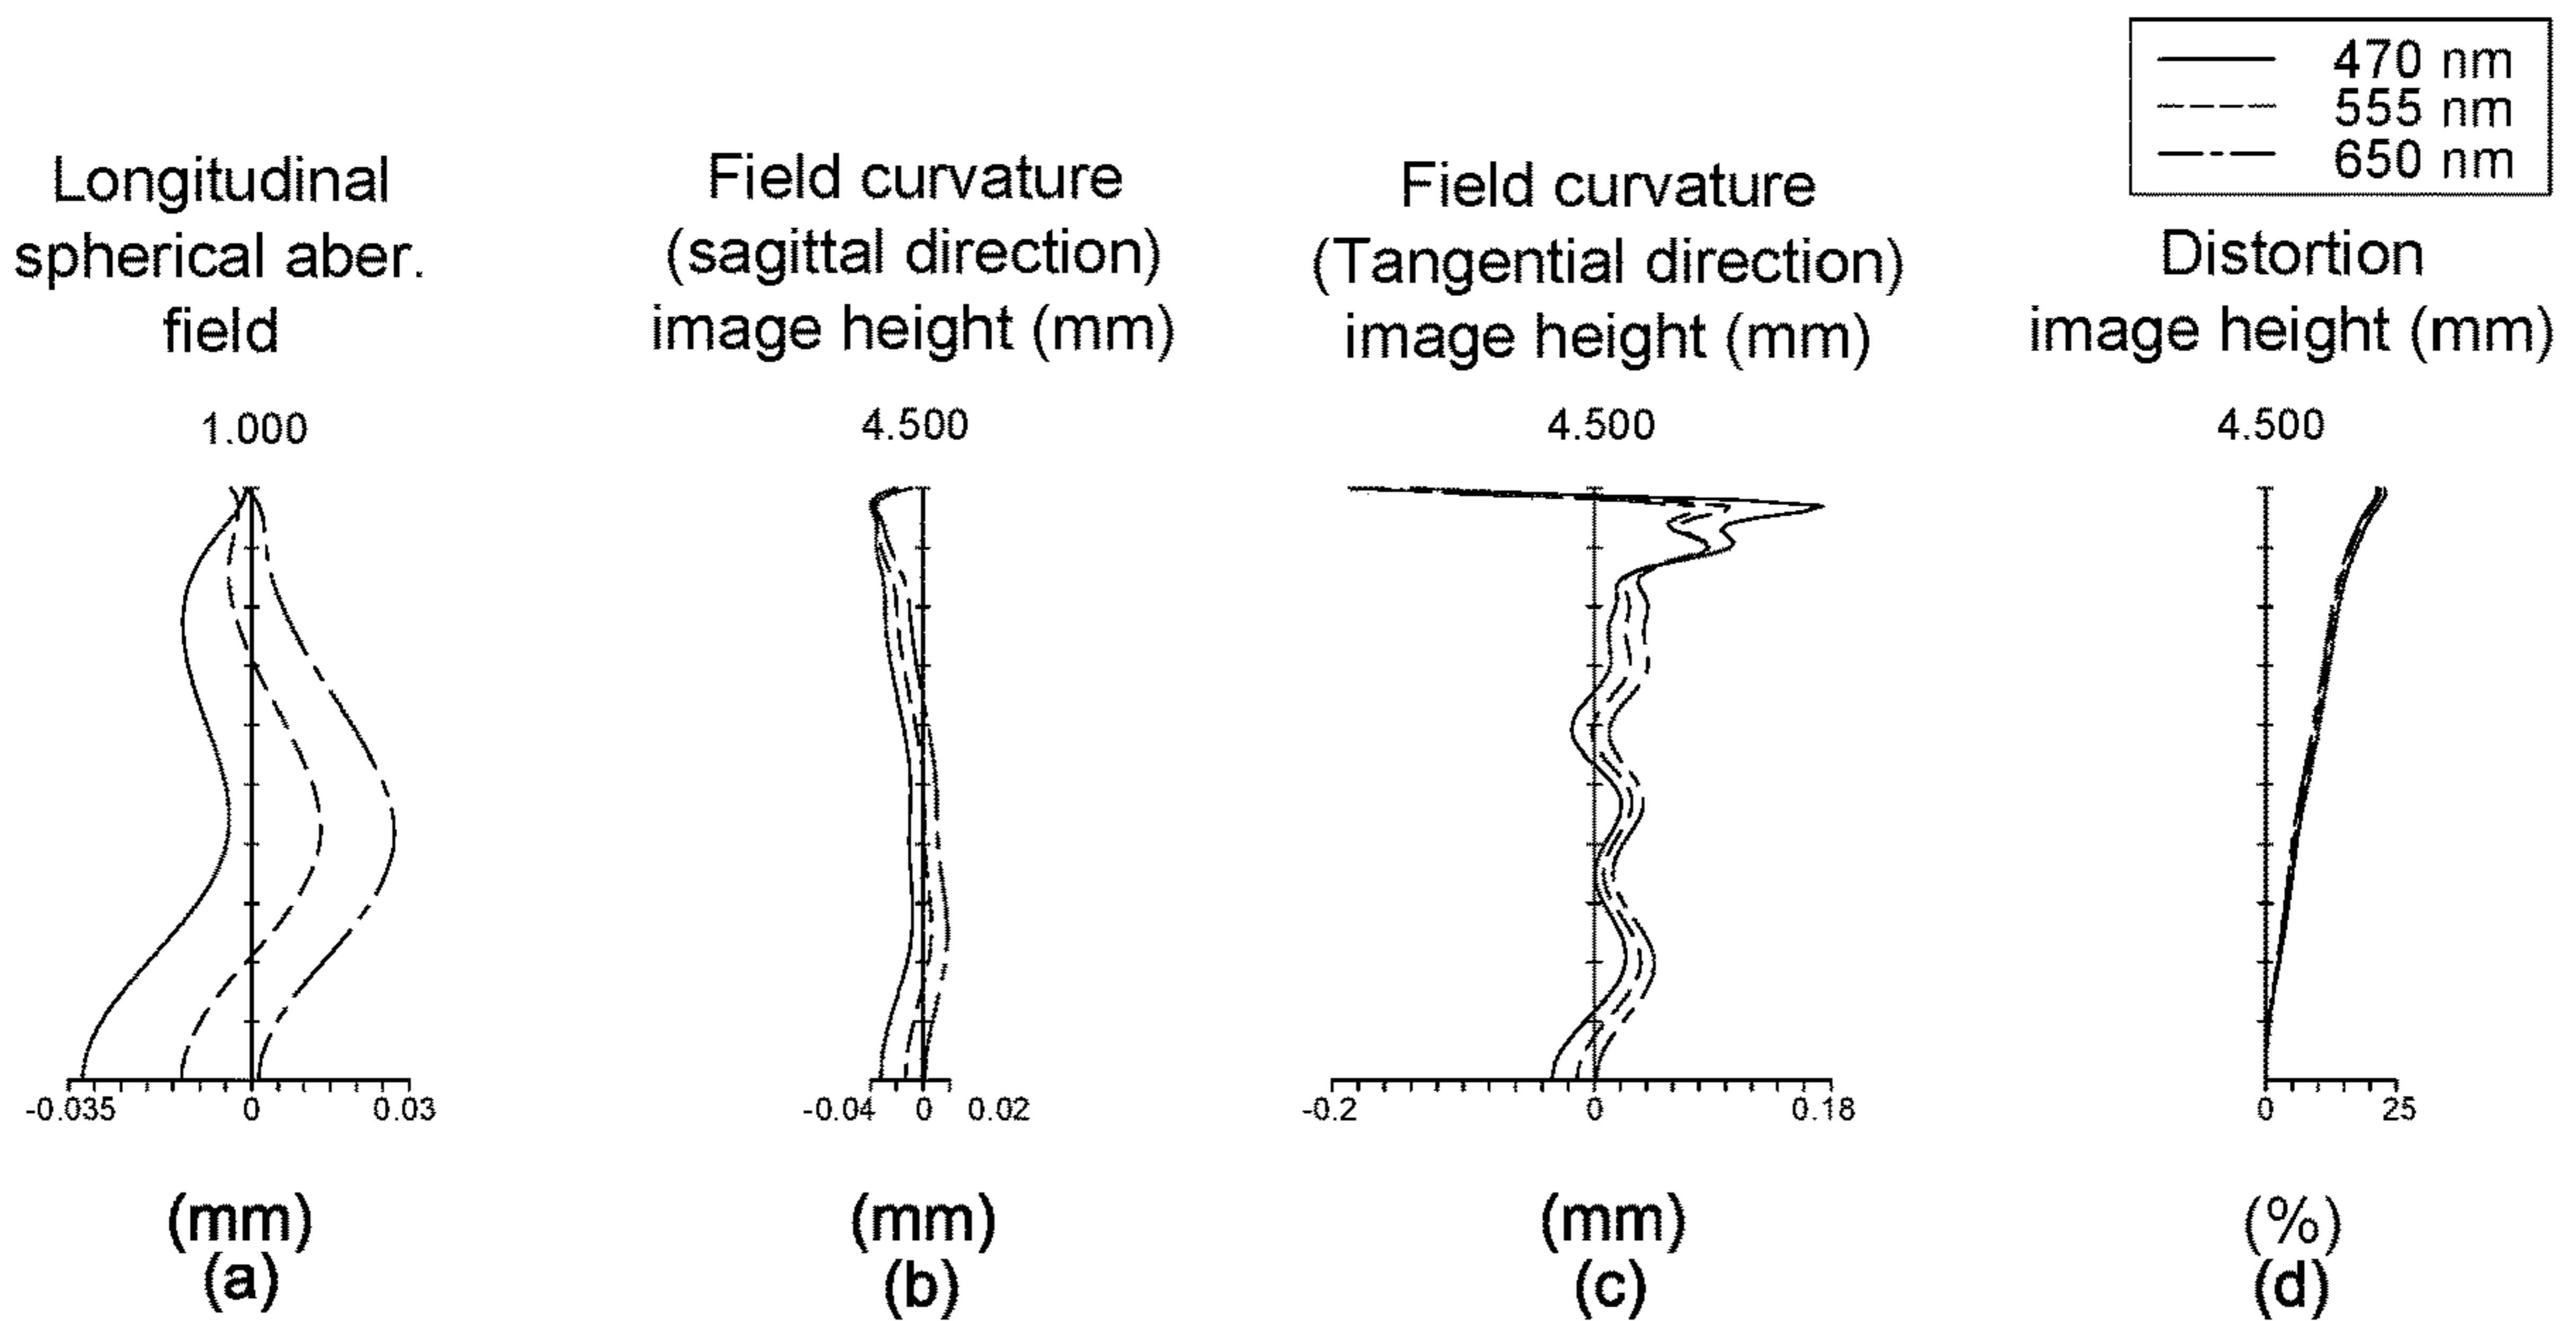 470 nm
555 nm
650 nm
Longitudinal
spherical aber.
field
1.000
-0.035 0 0.03
(mm)
(a)
Field curvature
(sagittal direction)
image height (mm)
4.500
-0.04 0 0.02
(mm)
(b)
Field curvature
(Tangential direction)
image height (mm)
4.500
-0.2 0 0.18
(mm)
(c)
Distortion
image height (mm)
4.500
0 25
(%)
(d)